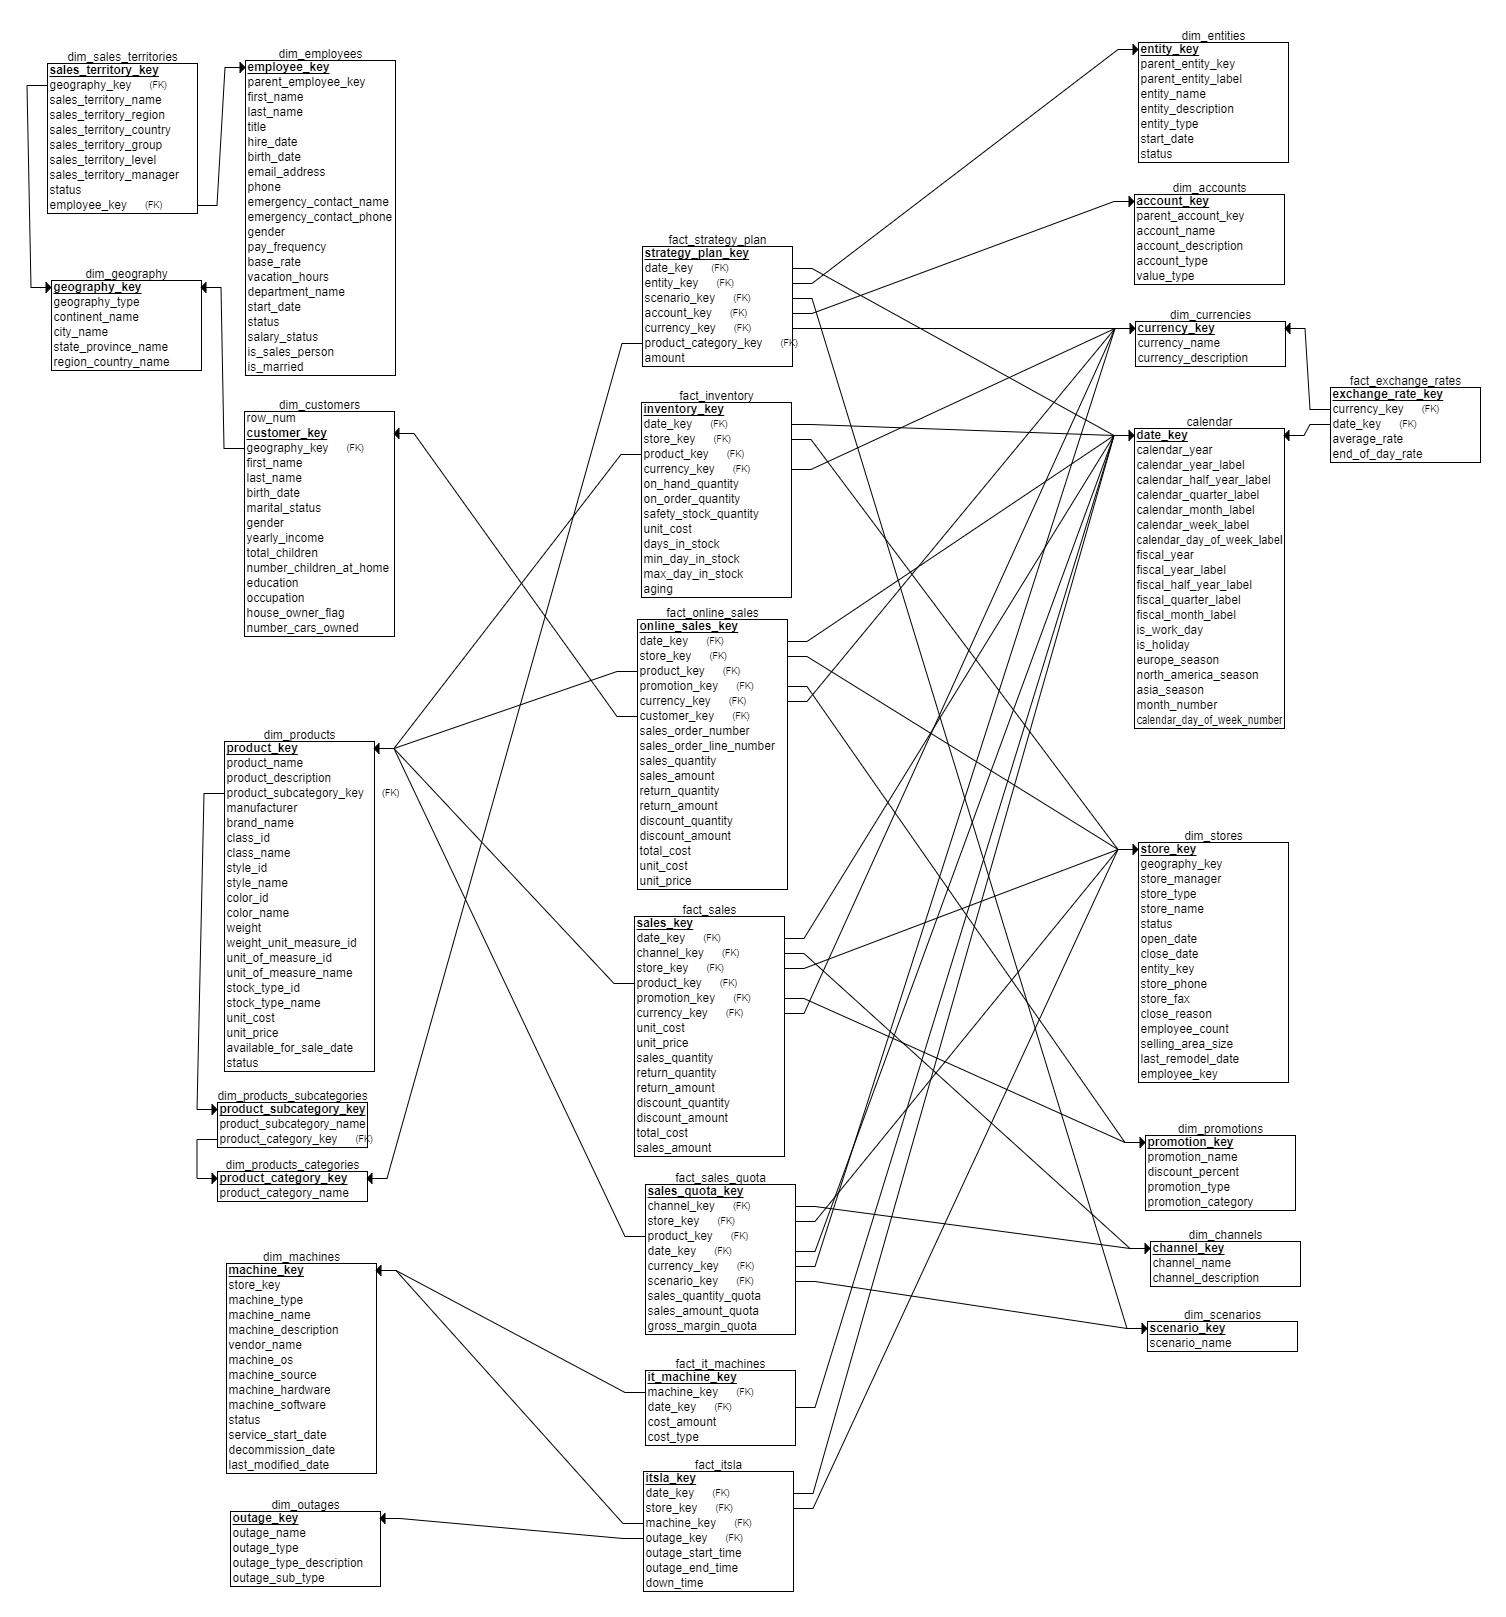 dim_sales_territories
sales_territory_key
geography_key (FK)
sales_territory_name
sales_territory_region
sales_territory_country
sales_territory_group
sales_territory_level
sales_territory_manager
status
employee_key (FK)
dim_employees
employee_key
parent_employee_key
first_name
last_name
title
hire_date
birth_date
email_address
phone
emergency_contact_name
emergency_contact_phone
gender
pay_frequency
base_rate
vacation_hours
department_name
start_date
status
salary_status
is_sales_person
is_married
dim_geography
geography_key
geography_type
continent_name
city_name
state_province_name
region_country_name
dim_customers
row_num
customer_key
geography_key (FK)
first_name
last_name
birth_date
marital_status
gender
yearly_income
total_children
number_children_at_home
education
occupation
house_owner_flag
number_cars_owned
dim_products
product_key
product_name
product_description
product_subcategory_key (FK)
manufacturer
brand_name
class_id
class_name
style_id
style_name
color_id
color_name
weight
weight_unit_measure_id
unit_of_measure_id
unit_of_measure_name
stock_type_id
stock_type_name
unit_cost
unit_price
available_for_sale_date
status
dim_products_subcategories
product_subcategory_key
product_subcategory_name
product_category_key (FK)
dim_products_categories
product_category_key
product_category_name
dim_machines
machine_key
store_key
machine_type
machine_name
machine_description
vendor_name
machine_os
machine_source
machine_hardware
machine_software
status
service_start_date
decommission_date
last_modified_date
dim_outages
outage_key
outage_name
outage_type
outage_type_description
outage_sub_type
fact_strategy_plan
strategy_plan_key
date_key (FK)
entity_key (FK)
scenario_key (FK)
account_key (FK)
currency_key (FK)
product_category_key (FK)
amount
fact_inventory
inventory_key
date_key (FK)
store_key (FK)
product_key (FK)
currency_key (FK)
on_hand_quantity
on_order_quantity
safety_stock_quantity
unit_cost
days_in_stock
min_day_in_stock
max_day_in_stock
aging
fact_online_sales
online_sales_key
date_key (FK)
store_key (FK)
product_key (FK)
promotion_key (FK)
currency_key (FK)
customer_key (FK)
sales_order_number
sales_order_line_number
sales_quantity
sales_amount
return_quantity
return_amount
discount_quantity
discount_amount
total_cost
unit_cost
unit_price
fact_sales
sales_key
date_key (FK)
channel_key (FK)
store_key (FK)
product_key (FK)
promotion_key (FK)
currency_key (FK)
unit_cost
unit_price
sales_quantity
return_quantity
return_amount
discount_quantity
discount_amount
total_cost
sales_amount
fact_sales_quota
sales_quota_key
channel_key (FK)
store_key (FK)
product_key (FK)
date_key (FK)
currency_key (FK)
scenario_key (FK)
sales_quantity_quota
sales_amount_quota
gross_margin_quota
fact_it_machines
it_machine_key
machine_key (FK)
date_key (FK)
cost_amount
cost_type
fact_itsla
itsla_key
date_key (FK)
store_key (FK)
machine_key (FK)
outage_key (FK)
outage_start_time
outage_end_time
down_time
dim_entities
entity_key
parent_entity_key
parent_entity_label
entity_name
entity_description
entity_type
start_date
status
dim_accounts
account_key
parent_account_key
account_name
account_description
account_type
value_type
dim_currencies
currency_key
currency_name
currency_description
fact_exchange_rates
exchange_rate_key
currency_key (FK)
date_key (FK)
average_rate
end_of_day_rate
calendar
date_key
calendar_year
calendar_year_label
calendar_half_year_label
calendar_quarter_label
calendar_month_label
calendar_week_label
calendar_day_of_week_label
fiscal_year
fiscal_year_label
fiscal_half_year_label
fiscal_quarter_label
fiscal_month_label
is_work_day
is_holiday
europe_season
north_america_season
asia_season
month_number
calendar_day_of_week_number
dim_stores
store_key
geography_key
store_manager
store_type
store_name
status
open_date
close_date
entity_key
store_phone
store_fax
close_reason
employee_count
selling_area_size
last_remodel_date
employee_key
dim_promotions
promotion_key
promotion_name
discount_percent
promotion_type
promotion_category
dim_channels
channel_key
channel_name
channel_description
dim_scenarios
scenario_key
scenario_name